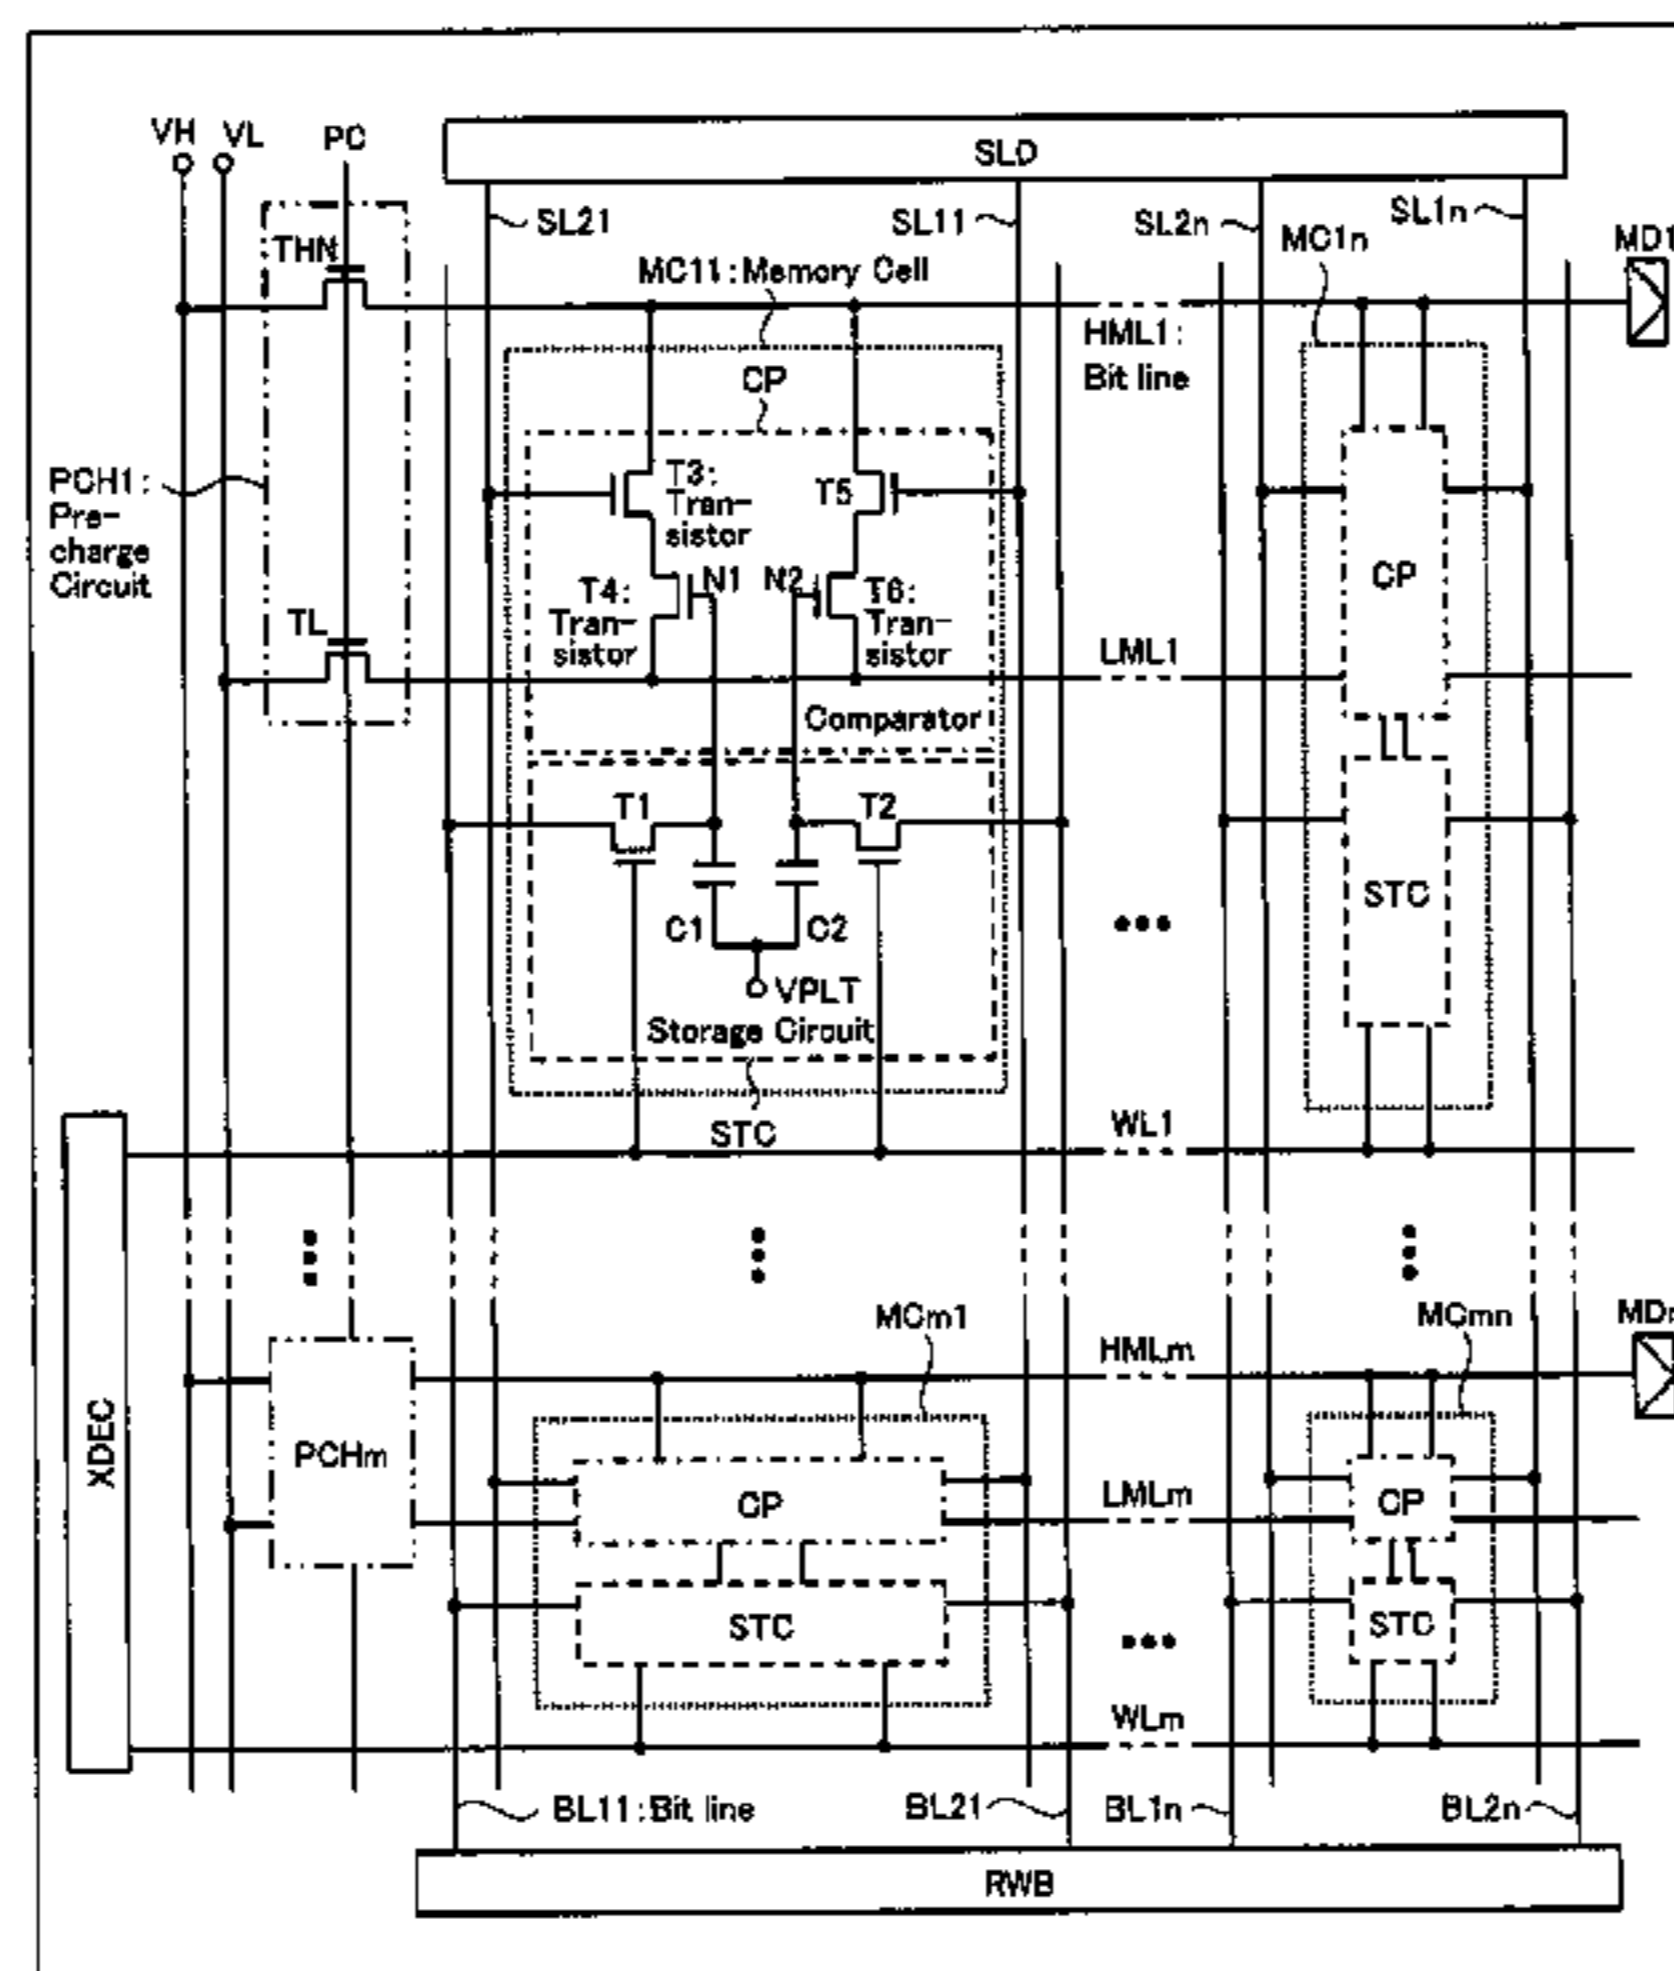 VH VL PC
SLD
SL21
SL11
SL2n
SL1n
MC1n
MD1
THN
MC11:Memory Cell
HML1:
Bit line
CP
PCH1:
Pre-
charge
Circuit
T3:
Tran-
sistor
T5
N1
N2
T4:
Tran-
sistor
T6:
Tran-
sistor
CP
TL
LML1
Comparator
T1
T2
STC
C1
C2
VPLT
Storage Circuit
STC
WL1
MCm1
MCmn
HMLm
XDEC
PCHm
CP
LMLm
CP
STC
STC
WLm
BL11:Bit line
BL21
BL1n
BL2n
RWB